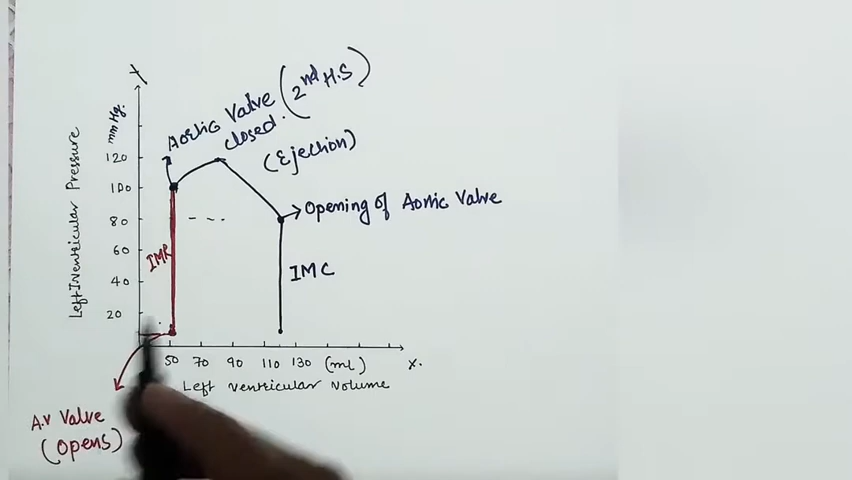 Y
Aortic Valve
closed.
(2nd H.S)
(Ejection)
mm Hg.
Left Ventricular Pressure
120
100
80
60
40
20
Opening of Aortic Valve
IMR
IMC
50 70 90 110 130 (ml) X.
Left ventricular Volume
A.V Valve
(Opens)